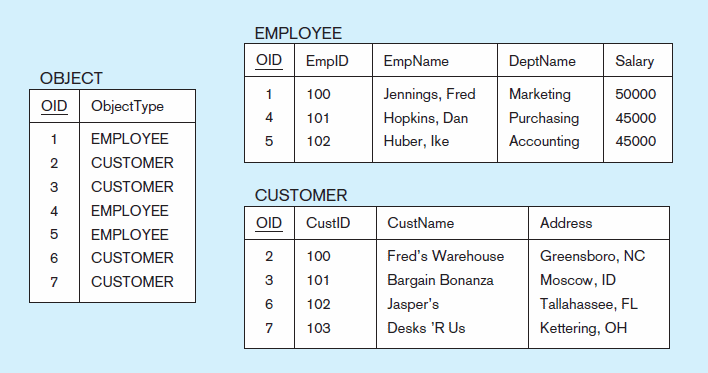 OBJECT
OID ObjectType
1 EMPLOYEE
2 CUSTOMER
3 CUSTOMER
4 EMPLOYEE
5 EMPLOYEE
6 CUSTOMER
7 CUSTOMER
EMPLOYEE
OID EmpID EmpName DeptName Salary
1 100 Jennings, Fred Marketing 50000
4 101 Hopkins, Dan Purchasing 45000
5 102 Huber, Ike Accounting 45000
CUSTOMER
OID CustID CustName Address
2 100 Fred’s Warehouse Greensboro, NC
3 101 Bargain Bonanza Moscow, ID
6 102 Jasper’s Tallahassee, FL
7 103 Desks ’R Us Kettering, OH